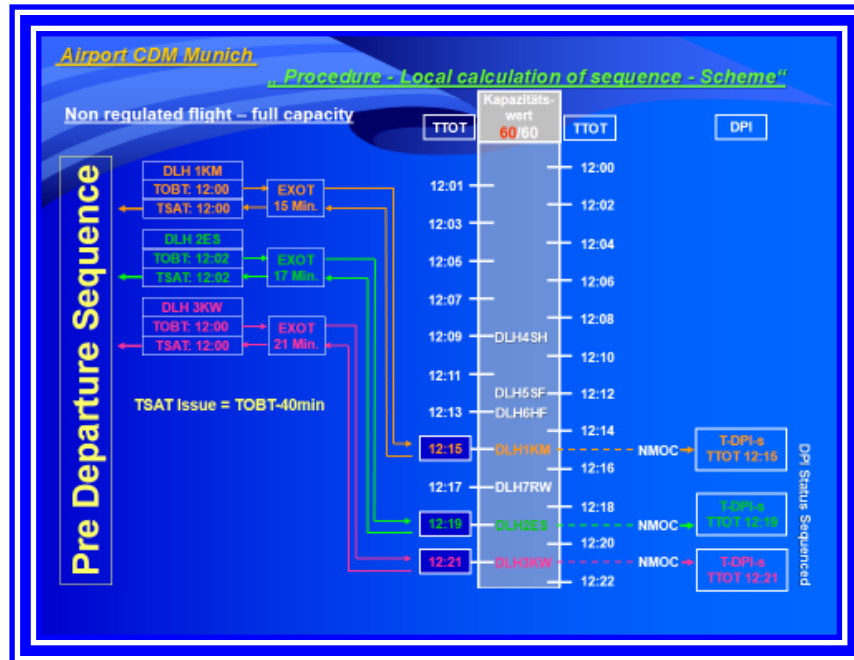 Airport CDM Munich
„ Procedure - Local calculation of sequence - Scheme“
Non regulated flight – full capacity
Kapazitäts-
wert
60/60
TTOT
TTOT
DPI
Pre Departure Sequence
DLH 1KM
TOBT: 12:00
TSAT: 12:00
EXOT
15 Min.
DLH 2ES
TOBT: 12:02
TSAT: 12:02
EXOT
17 Min.
DLH 3KW
TOBT: 12:00
TSAT: 12:00
EXOT
21 Min.
TSAT Issue = TOBT-40min
12:01
12:03
12:05
12:07
12:09
12:11
12:13
12:15
12:17
12:19
12:21
DLH4SH
DLH5SF
DLH6HF
DLH1KM
DLH7RW
DLH2ES
DLH3KW
12:00
12:02
12:04
12:06
12:08
12:10
12:12
12:14
12:16
12:18
12:20
12:22
NMOC
T-DPI-s
TTOT 12:15
NMOC
T-DPI-s
TTOT 12:19
NMOC
T-DPI-s
TTOT 12:21
DPI Status Sequenced